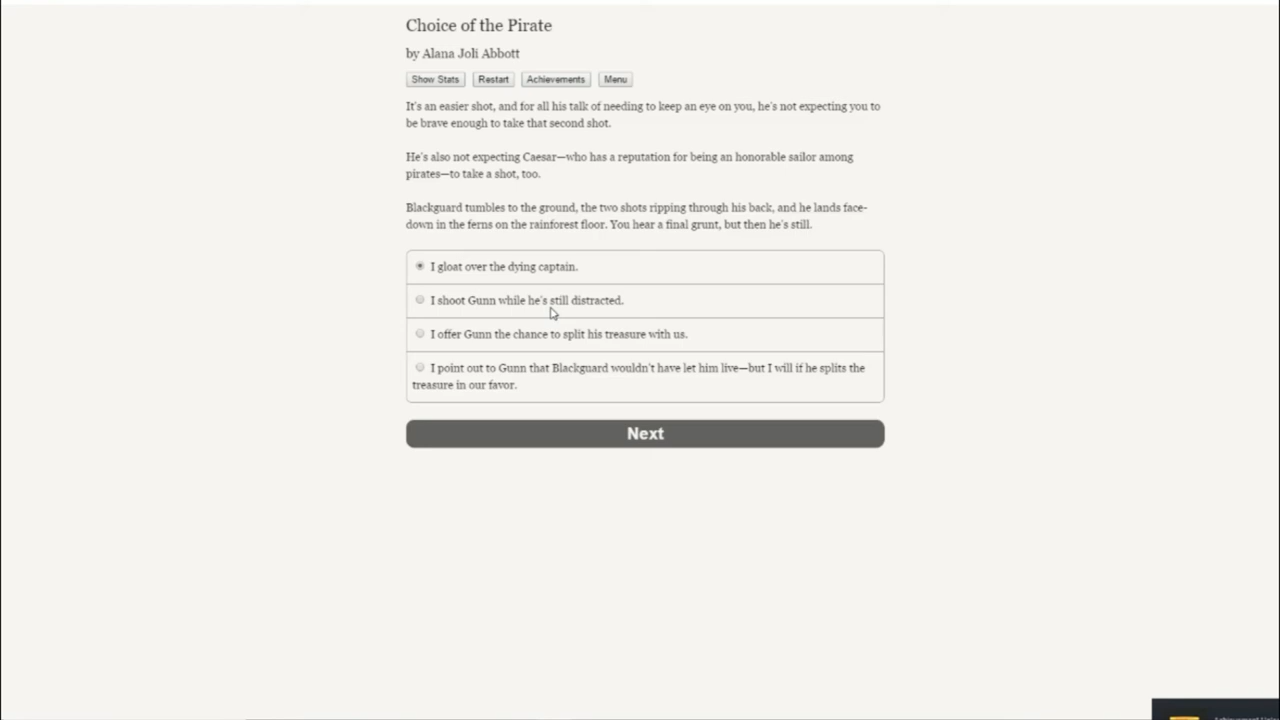 Choice of the Pirate
by Alana Joli Abbott
Show Stats Restart Achievements Menu
It's an easier shot, and for all his talk of needing to keep an eye on you, he's not expecting you to
be brave enough to take that second shot.
He's also not expecting Caesar—who has a reputation for being an honorable sailor among
pirates—to take a shot, too.
Blackguard tumbles to the ground, the two shots ripping through his back, and he lands face-
down in the ferns on the rainforest floor. You hear a final grunt, but then he's still.
I gloat over the dying captain.
I shoot Gunn while he's still distracted.
I offer Gunn the chance to split his treasure with us.
I point out to Gunn that Blackguard wouldn't have let him live—but I will if he splits the
treasure in our favor.
Next